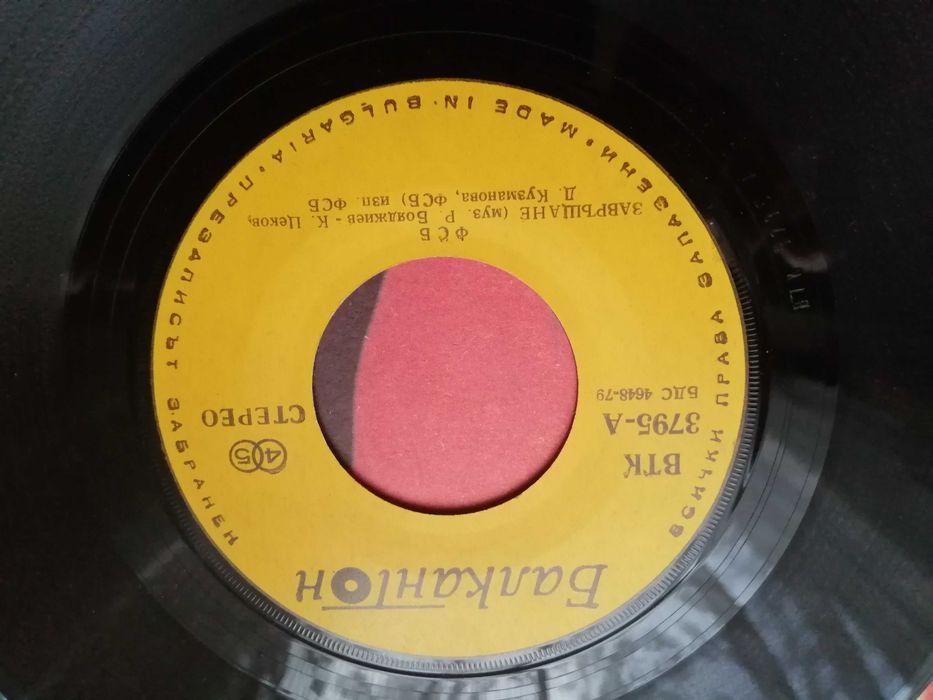 Балкантон
ВТК
3795-А
БДС 4648-79
45
СТЕРЕО
ФСБ
ЗАВРЪЩАНЕ (муз. Р. Бояджиев - К. Цеков,
Д. Кузманова, ФСБ) изп. ФСБ
ВСИЧКИ ПРАВА ЗАПАЗЕНИ • MADE IN BULGARIA • ПРЕЗАПИСЪТ ЗАБРАНЕН